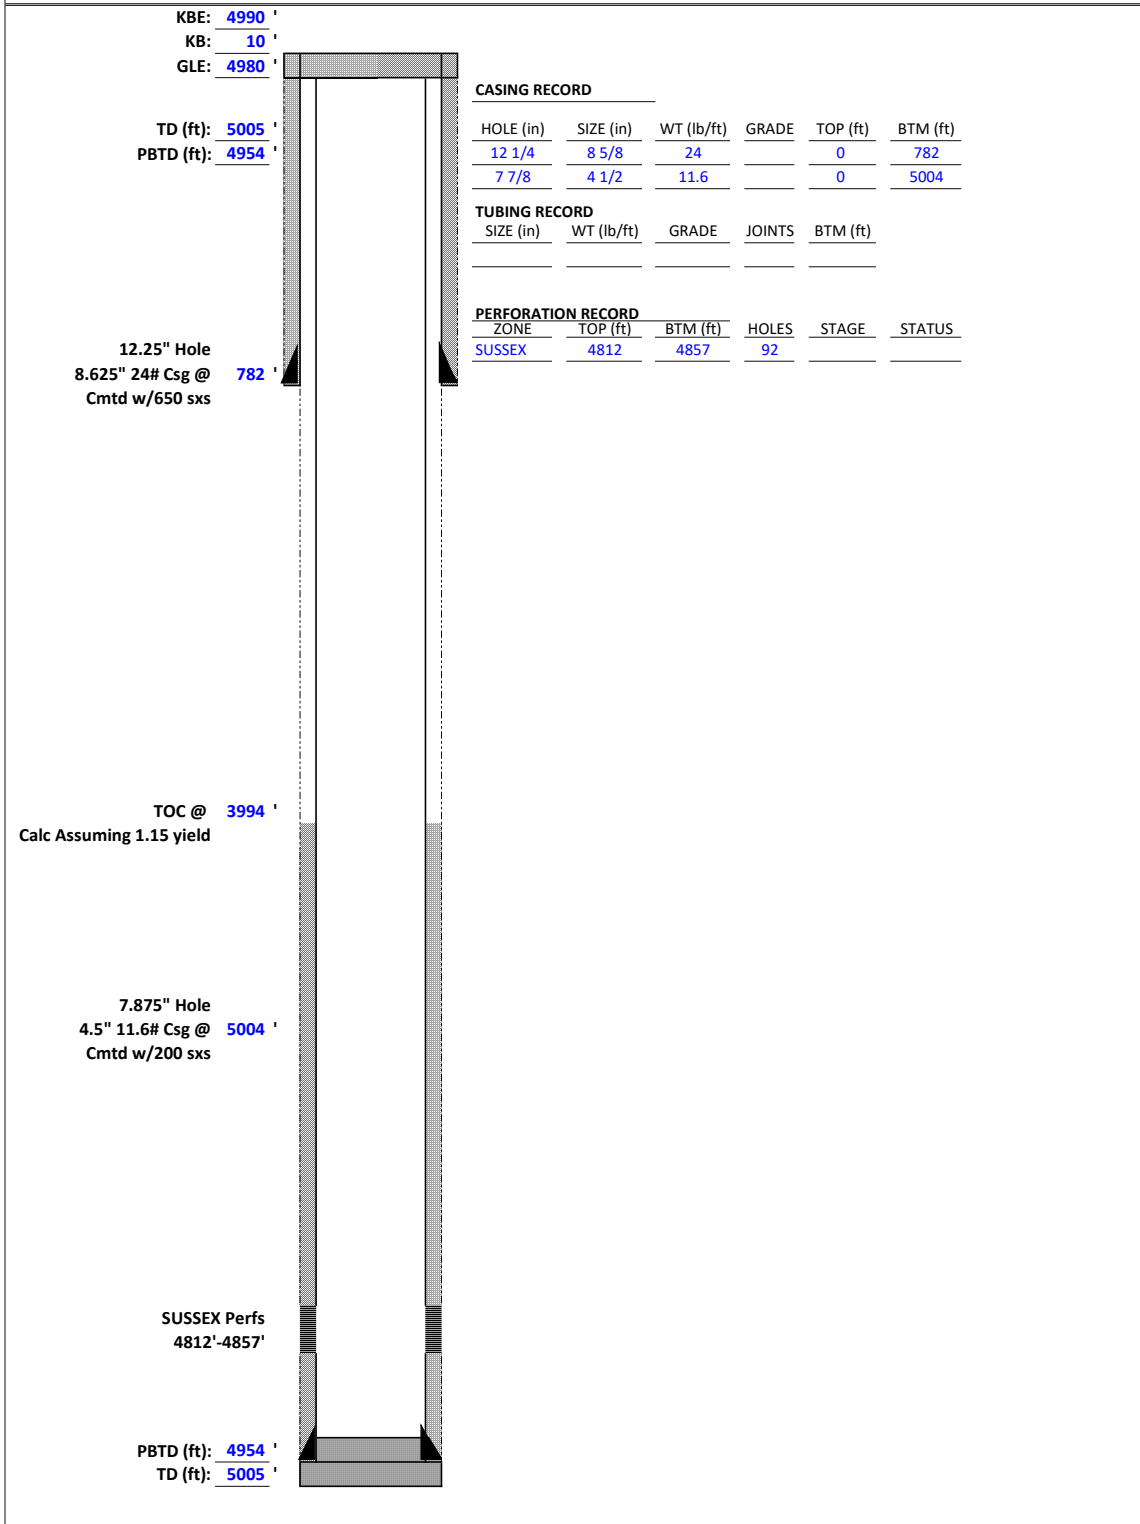 KBE: 4990 '
KB: 10 '
GLE: 4980 '
CASING RECORD
TD (ft): 5005 ' HOLE (in) SIZE (in) WT (lb/ft) GRADE TOP (ft) BTM (ft)
PBTD (ft): 4954 ' 12 1/4 8 5/8 24 0 782
7 7/8 4 1/2 11.6 0 5004
TUBING RECORD
SIZE (in) WT (lb/ft) GRADE JOINTS BTM (ft)
PERFORATION RECORD
ZONE TOP (ft) BTM (ft) HOLES STAGE STATUS
SUSSEX 4812 4857 92
12.25" Hole
8.625" 24# Csg @ 782 '
Cmtd w/650 sxs
TOC @ 3994 '
Calc Assuming 1.15 yield
7.875" Hole
4.5" 11.6# Csg @ 5004 '
Cmtd w/200 sxs
SUSSEX Perfs
4812'-4857'
PBTD (ft): 4954 '
TD (ft): 5005 '